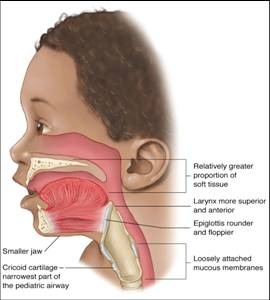 Relatively greater
proportion of
soft tissue
Larynx more superior
and anterior
Epiglottis rounder
and floppier
Loosely attached
mucous membranes
Smaller jaw
Cricoid cartilage
narrowest part of
the pediatric airway